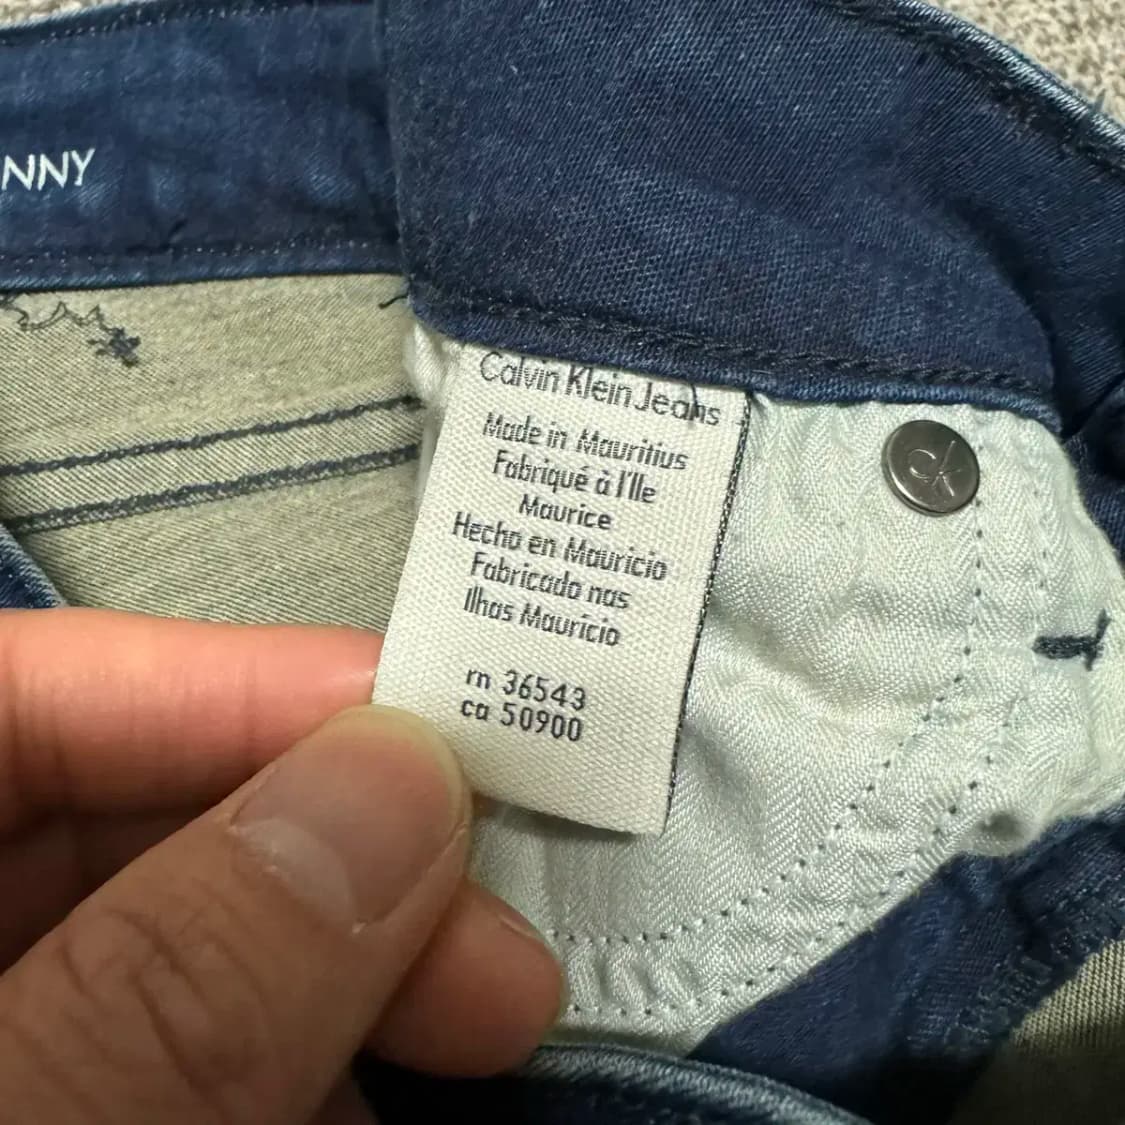 NNY
Calvin Klein Jeans
Made in Mauritius
Fabriqué à l'Ile
Maurice
Hecho en Mauricio
Fabricado nas
Ilhas Maurício
rn 36543
ca 50900
ck